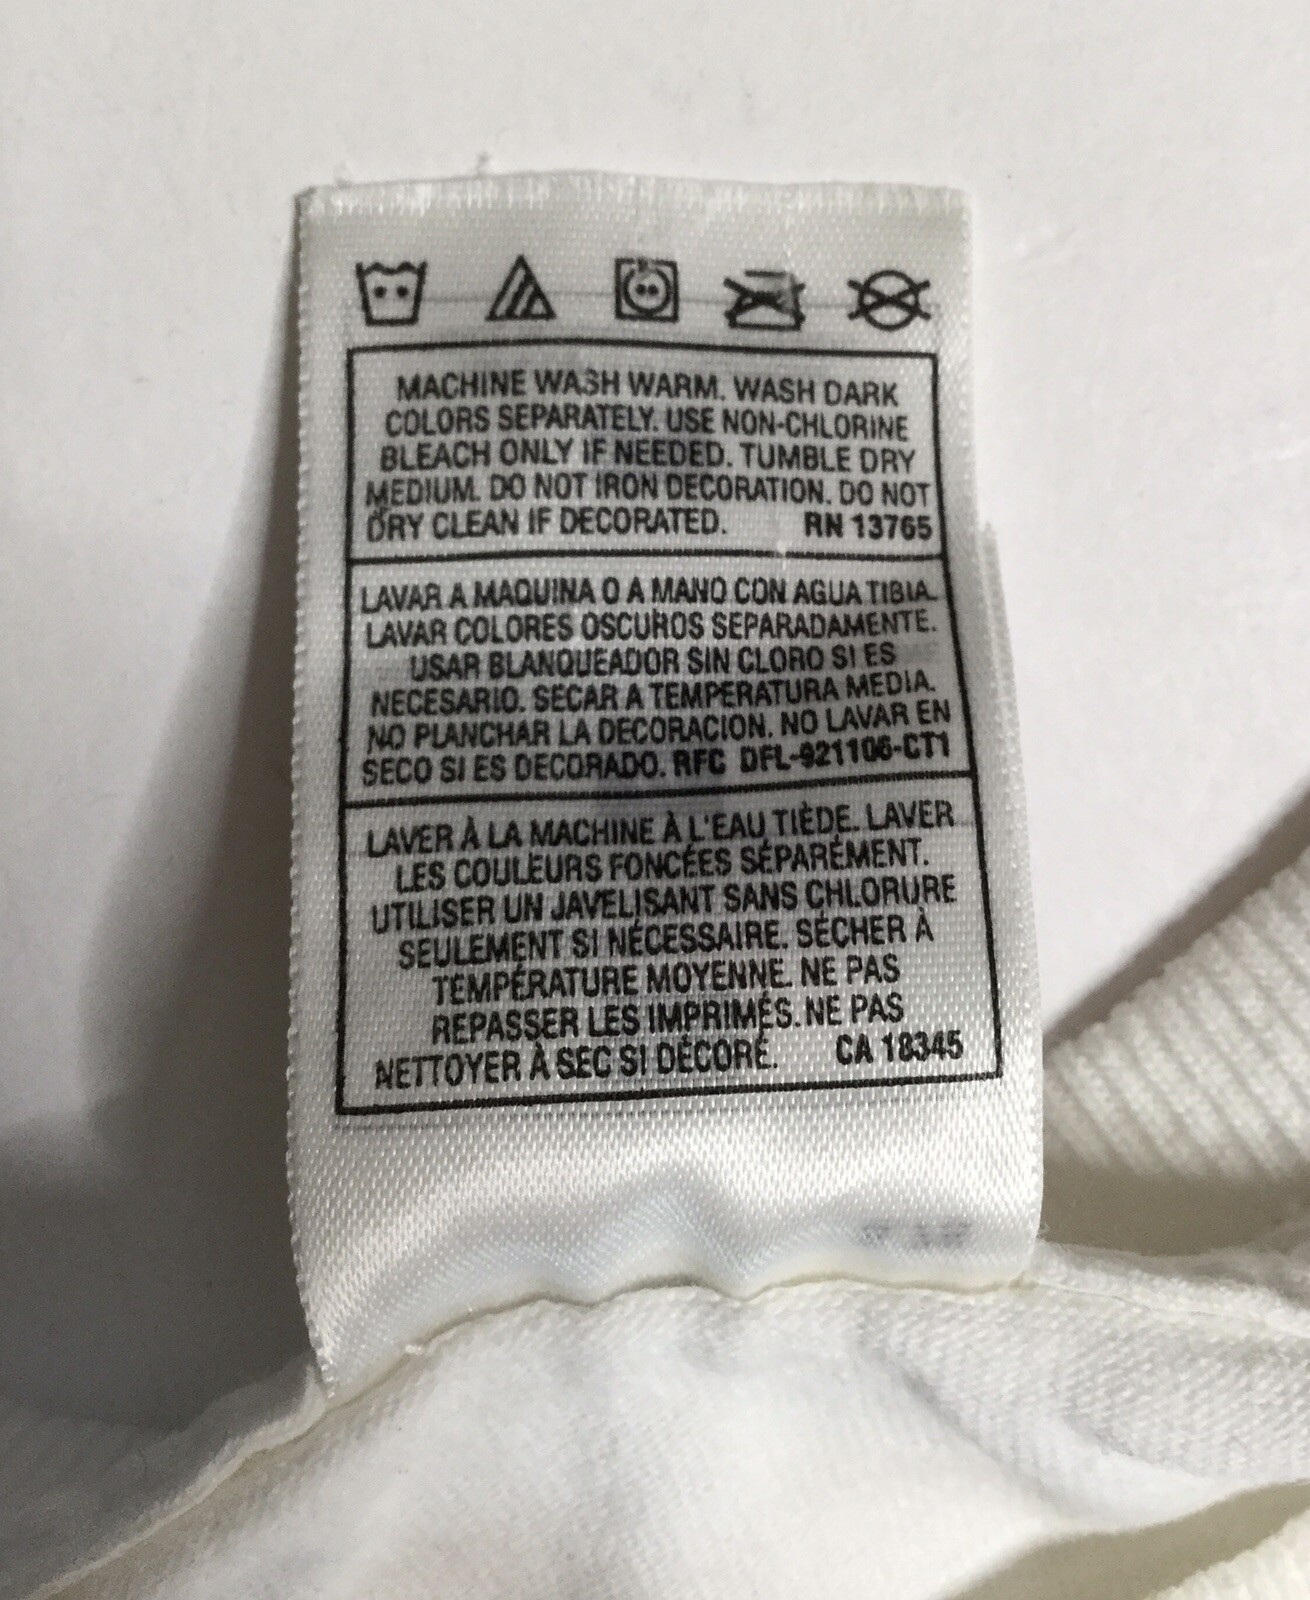 MACHINE WASH WARM. WASH DARK
COLORS SEPARATELY. USE NON-CHLORINE
BLEACH ONLY IF NEEDED. TUMBLE DRY
MEDIUM. DO NOT IRON DECORATION. DO NOT
DRY CLEAN IF DECORATED. RN 13765
LAVAR A MAQUINA O A MANO CON AGUA TIBIA.
LAVAR COLORES OSCUROS SEPARADAMENTE.
USAR BLANQUEADOR SIN CLORO SI ES
NECESARIO. SECAR A TEMPERATURA MEDIA.
NO PLANCHAR LA DECORACION. NO LAVAR EN
SECO SI ES DECORADO. RFC DFL-921106-CT1
LAVER À LA MACHINE À L'EAU TIÈDE. LAVER
LES COULEURS FONCÉES SÉPARÉMENT.
UTILISER UN JAVELISANT SANS CHLORURE
SEULEMENT SI NÉCESSAIRE. SÉCHER À
TEMPÉRATURE MOYENNE. NE PAS
REPASSER LES IMPRIMÉS. NE PAS
NETTOYER À SEC SI DÉCORÉ. CA 18345